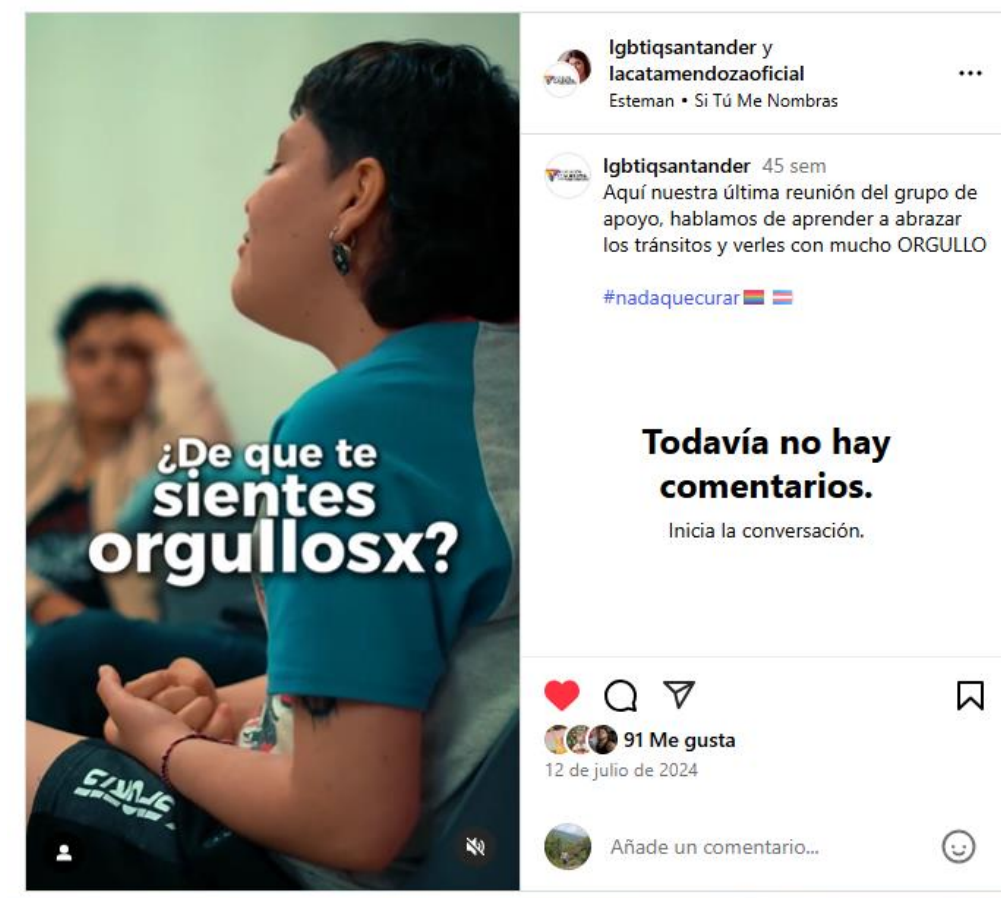 ¿De que te
sientes
orgullosx?
lgbtiqsantander y
lacatamendozaoficial
Esteman • Si Tú Me Nombras
lgbtiqsantander 45 sem
Aquí nuestra última reunión del grupo de
apoyo, hablamos de aprender a abrazar
los tránsitos y verles con mucho ORGULLO
#nadaquecurar
Todavía no hay
comentarios.
Inicia la conversación.
91 Me gusta
12 de julio de 2024
Añade un comentario...